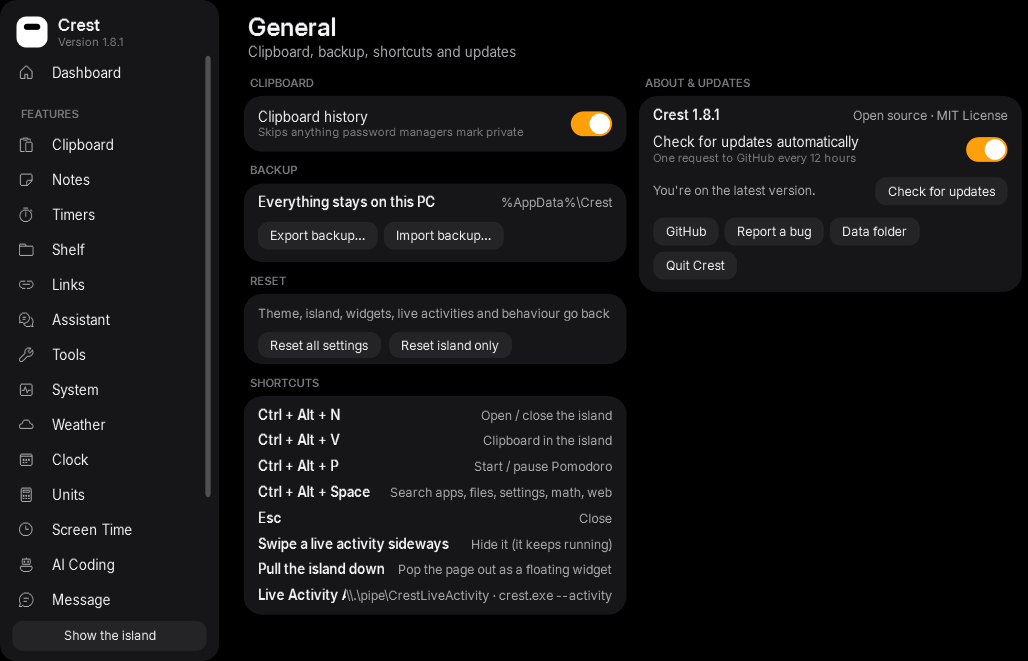 Crest
Version 1.8.1
Dashboard
FEATURES
Clipboard
Notes
Timers
Shelf
Links
Assistant
Tools
System
Weather
Clock
Units
Screen Time
AI Coding
Message
Show the island
General
Clipboard, backup, shortcuts and updates
CLIPBOARD
Clipboard history
Skips anything password managers mark private
BACKUP
Everything stays on this PC %AppData%\Crest
Export backup... Import backup...
RESET
Theme, island, widgets, live activities and behaviour go back
Reset all settings Reset island only
SHORTCUTS
Ctrl + Alt + N Open / close the island
Ctrl + Alt + V Clipboard in the island
Ctrl + Alt + P Start / pause Pomodoro
Ctrl + Alt + Space Search apps, files, settings, math, web
Esc Close
Swipe a live activity sideways Hide it (it keeps running)
Pull the island down Pop the page out as a floating widget
Live Activity \\.\pipe\CrestLiveActivity · crest.exe --activity
ABOUT & UPDATES
Crest 1.8.1 Open source · MIT License
Check for updates automatically
One request to GitHub every 12 hours
You're on the latest version. Check for updates
GitHub Report a bug Data folder
Quit Crest